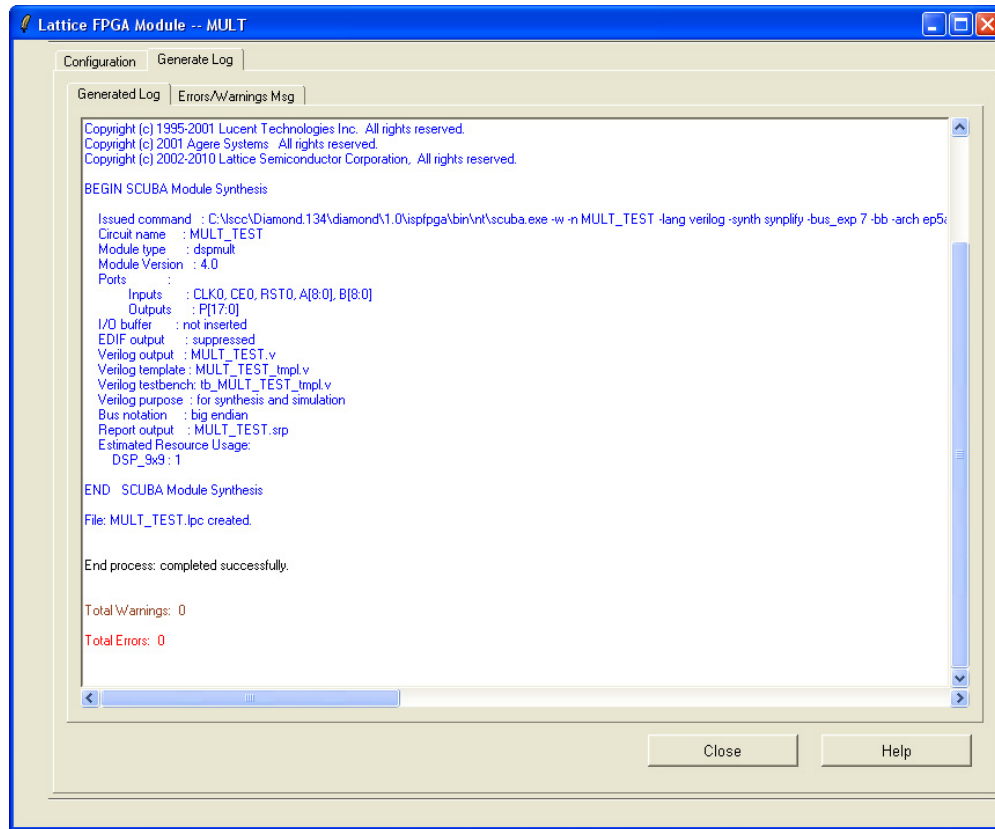 Lattice FPGA Module -- MULT
Configuration Generate Log
Generated Log Errors/Warnings Msg
Copyright (c) 1995-2001 Lucent Technologies Inc. All rights reserved.
Copyright (c) 2001 Agere Systems All rights reserved.
Copyright (c) 2002-2010 Lattice Semiconductor Corporation, All rights reserved.
BEGIN SCUBA Module Synthesis
Issued command : C:\lscc\Diamond.134\diamond\1.0\ispfpga\bin\nt\scuba.exe -w -n MULT_TEST -lang verilog -synth synplify -bus_exp 7 -bb -arch ep5a
Circuit name : MULT_TEST
Module type : dspmult
Module Version : 4.0
Ports :
Inputs : CLK0, CE0, RST0, A[8:0], B[8:0]
Outputs : P[17:0]
I/O buffer : not inserted
EDIF output : suppressed
Verilog output : MULT_TEST.v
Verilog template : MULT_TEST_tmpl.v
Verilog testbench: tb_MULT_TEST_tmpl.v
Verilog purpose : for synthesis and simulation
Bus notation : big endian
Report output : MULT_TEST.srp
Estimated Resource Usage:
DSP_9x9 : 1
END SCUBA Module Synthesis
File: MULT_TEST.lpc created.
End process: completed successfully.
Total Warnings: 0
Total Errors: 0
Close Help